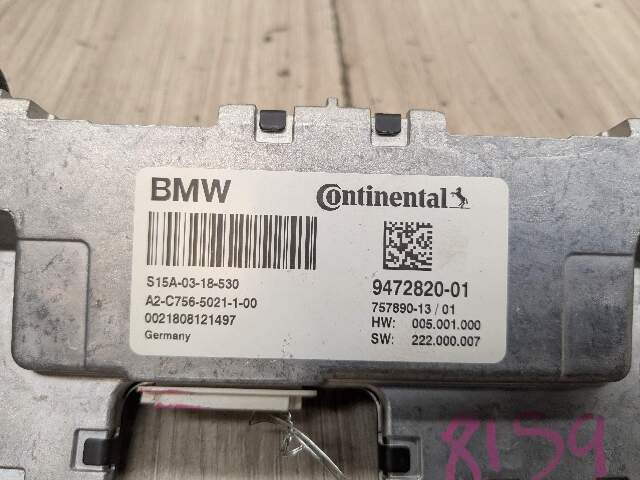 BMW
Continental
S15A-03-18-530
A2-C756-5021-1-00
0021808121497
Germany
9472820-01
757890-13 / 01
HW: 005.001.000
SW: 222.000.007
8159